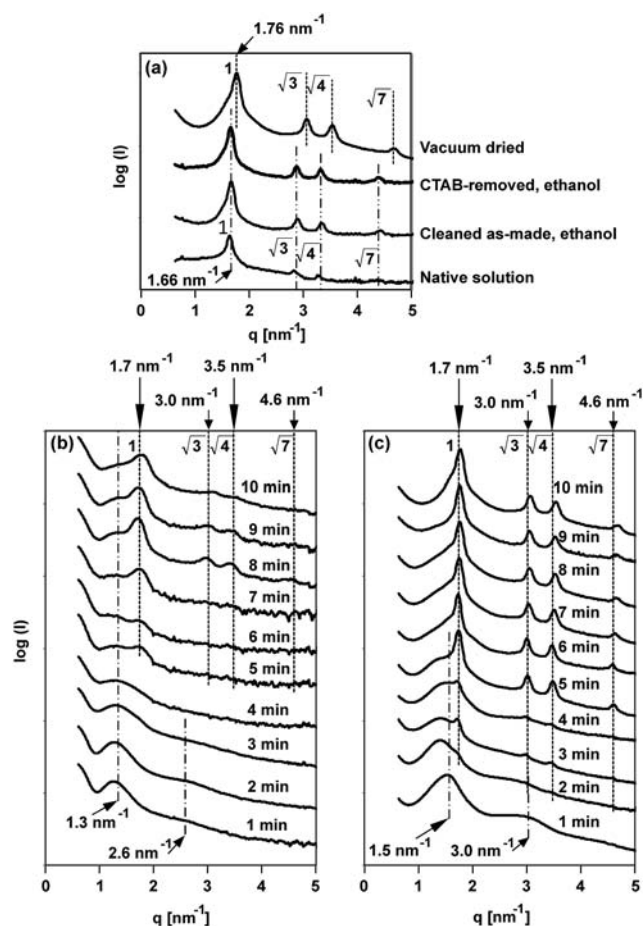 1.76 nm⁻¹
(a)
1
√3
√4
√7
Vacuum dried
CTAB-removed, ethanol
Cleaned as-made, ethanol
1
√3
√4
√7
Native solution
1.66 nm⁻¹
log (I)
0 1 2 3 4 5
q [nm⁻¹]
1.7 nm⁻¹
3.5 nm⁻¹
3.0 nm⁻¹
4.6 nm⁻¹
(b)
1
√3
√4
√7
10 min
9 min
8 min
7 min
6 min
5 min
4 min
3 min
2 min
1 min
1.3 nm⁻¹
2.6 nm⁻¹
log (I)
0 1 2 3 4 5
q [nm⁻¹]
1.7 nm⁻¹
3.5 nm⁻¹
3.0 nm⁻¹
4.6 nm⁻¹
(c)
1
√3
√4
√7
10 min
9 min
8 min
7 min
6 min
5 min
4 min
3 min
2 min
1 min
1.5 nm⁻¹
3.0 nm⁻¹
0 1 2 3 4 5
q [nm⁻¹]